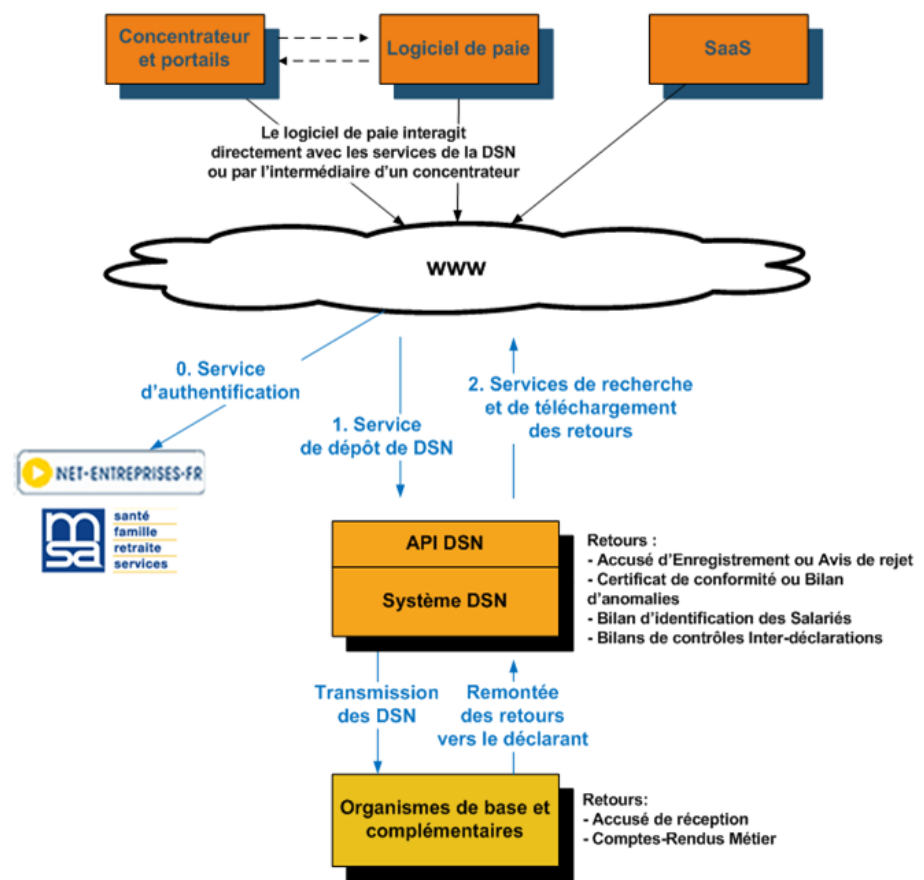 Concentrateur
et portails
Logiciel de paie
SaaS
Le logiciel de paie interagit
directement avec les services de la DSN
ou par l'intermédiaire d'un concentrateur
www
0. Service
d'authentification
1. Service
de dépôt de DSN
2. Services de recherche
et de téléchargement
des retours
NET-ENTREPRISES·FR
msa
santé
famille
retraite
services
API DSN
Système DSN
Retours :
- Accusé d'Enregistrement ou Avis de rejet
- Certificat de conformité ou Bilan
d'anomalies
- Bilan d'identification des Salariés
- Bilans de contrôles Inter-déclarations
Transmission
des DSN
Remontée
des retours
vers le déclarant
Organismes de base et
complémentaires
Retours:
- Accusé de réception
- Comptes-Rendus Métier